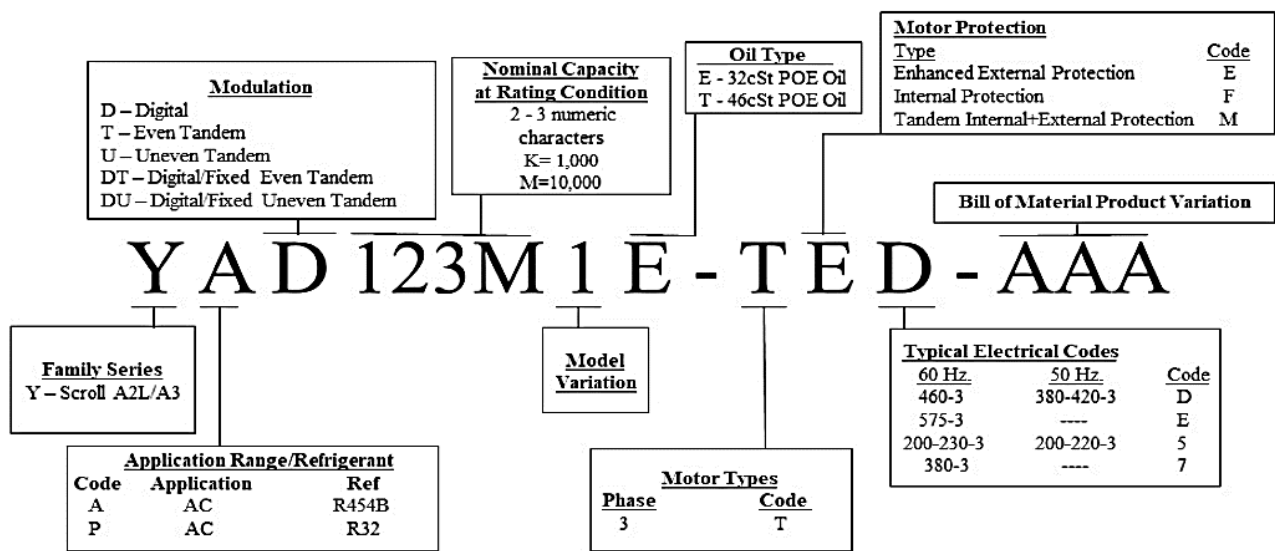 Modulation
D – Digital
T – Even Tandem
U – Uneven Tandem
DT – Digital/Fixed Even Tandem
DU – Digital/Fixed Uneven Tandem
Nominal Capacity
at Rating Condition
2 - 3 numeric
characters
K= 1,000
M=10,000
Oil Type
E - 32cSt POE Oil
T - 46cSt POE Oil
Motor Protection
Type Code
Enhanced External Protection E
Internal Protection F
Tandem Internal+External Protection M
Bill of Material Product Variation
YAD123M1E-TED-AAA
Family Series
Y – Scroll A2L/A3
Application Range/Refrigerant
Code Application Ref
A AC R454B
P AC R32
Model
Variation
Motor Types
Phase Code
3 T
Typical Electrical Codes
60 Hz. 50 Hz. Code
460-3 380-420-3 D
575-3 ---- E
200-230-3 200-220-3 5
380-3 ---- 7